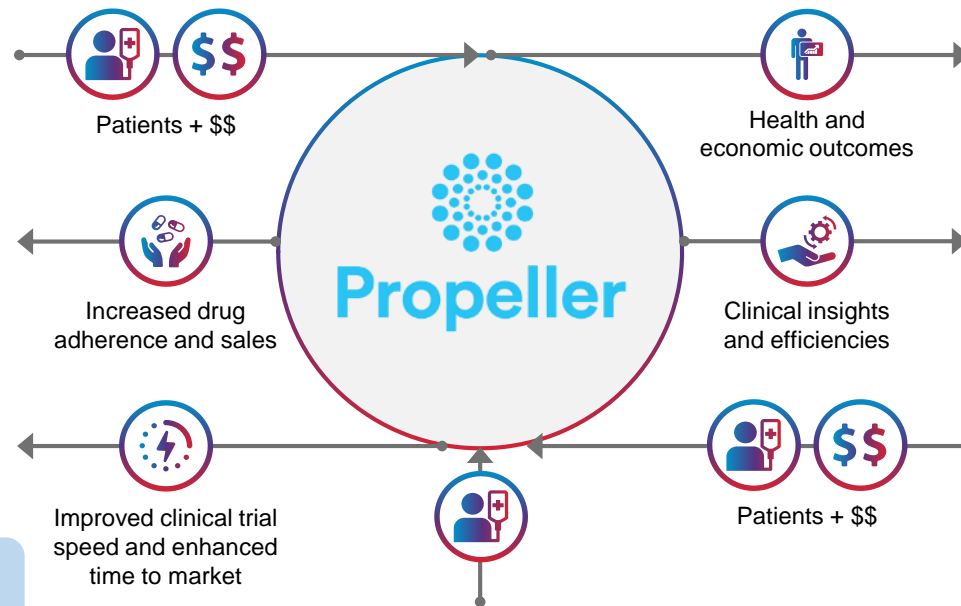 $$
Patients + $$
Health and
economic outcomes
Propeller
Increased drug
adherence and sales
Clinical insights
and efficiencies
Improved clinical trial
speed and enhanced
time to market
$$
Patients + $$